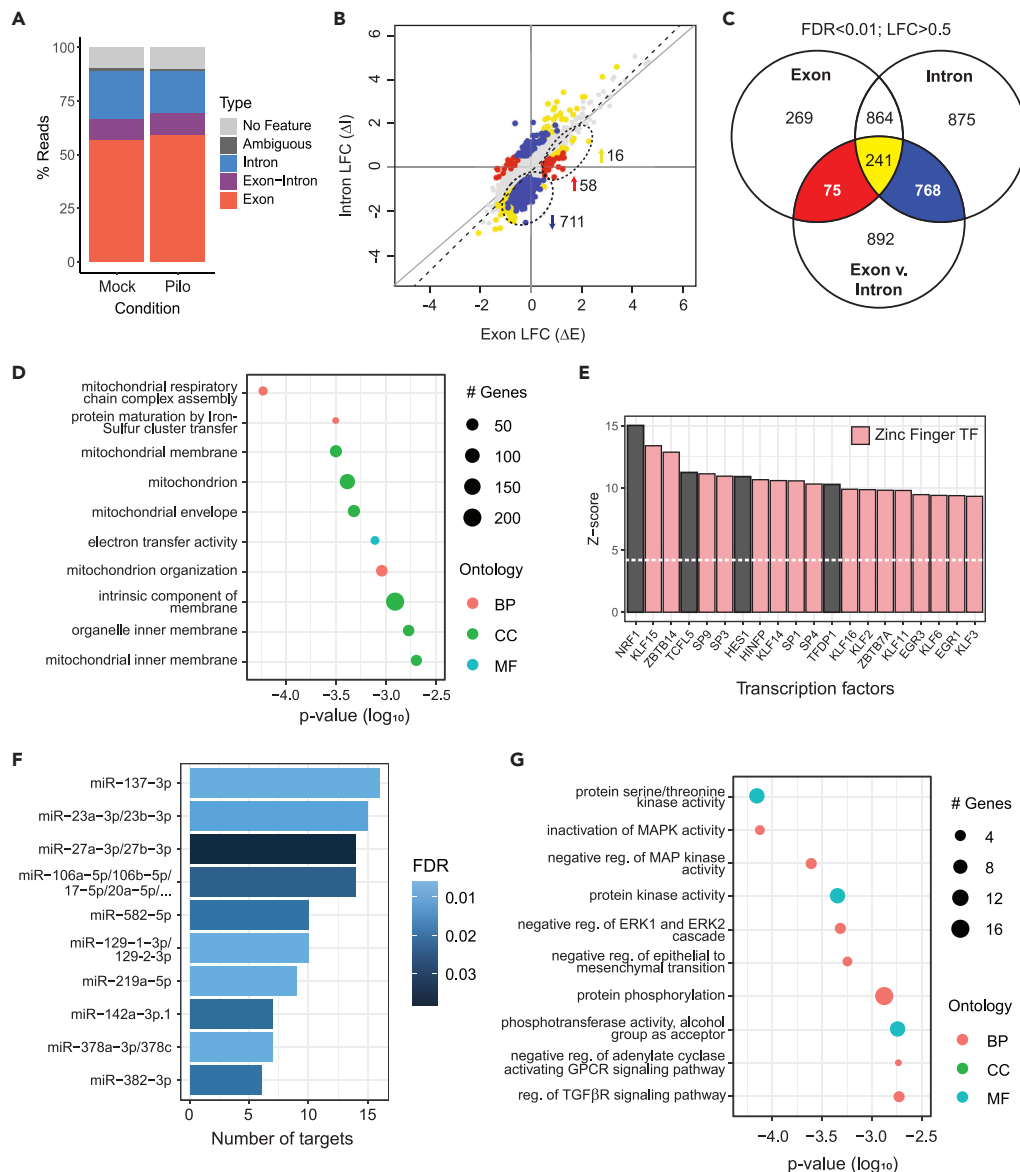 A
100
75
50
25
0
% Reads
Mock
Pilo
Condition
Type
No Feature
Ambiguous
Intron
Exon−Intron
Exon
B
6
4
2
0
−2
−4
Intron LFC (ΔI)
16
58
711
−4
−2
0
2
4
6
Exon LFC (ΔE)
C
FDR<0.01; LFC>0.5
Exon
Intron
269
864
875
241
75
768
892
Exon v.
Intron
D
mitochondrial respiratory
chain complex assembly
protein maturation by Iron-
Sulfur cluster transfer
mitochondrial membrane
mitochondrion
mitochondrial envelope
electron transfer activity
mitochondrion organization
intrinsic component of
membrane
organelle inner membrane
mitochondrial inner membrane
−4.0
−3.5
−3.0
−2.5
p-value (log₁₀)
# Genes
50
100
150
200
Ontology
BP
CC
MF
E
15
10
5
0
Z−score
Zinc Finger TF
NRF1
KLF15
ZBTB14
TCFL5
SP9
SP3
HES1
HINFP
KLF14
SP1
SP4
TFDP1
KLF16
KLF2
ZBTB7A
KLF11
EGR3
KLF6
EGR1
KLF3
Transcription factors
F
miR−137−3p
miR−23a−3p/23b−3p
miR−27a−3p/27b−3p
miR−106a−5p/106b−5p/
17−5p/20a−5p/...
miR−582−5p
miR−129−1−3p/
129-2-3p
miR−219a−5p
miR−142a−3p.1
miR−378a−3p/378c
miR−382−3p
0
5
10
15
Number of targets
FDR
0.01
0.02
0.03
G
protein serine/threonine
kinase activity
inactivation of MAPK activity
negative reg. of MAP kinase
activity
protein kinase activity
negative reg. of ERK1 and ERK2
cascade
negative reg. of epithelial to
mesenchymal transition
protein phosphorylation
phosphotransferase activity, alcohol
group as acceptor
negative reg. of adenylate cyclase
activating GPCR signaling pathway
reg. of TGFβR signaling pathway
−4.0
−3.5
−3.0
−2.5
p-value (log₁₀)
# Genes
4
8
12
16
Ontology
BP
CC
MF